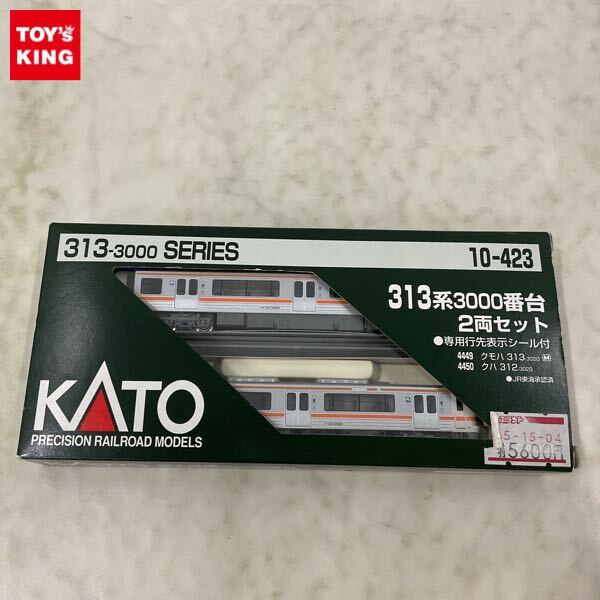 TOY's
KING
313-3000 SERIES
10-423
313系3000番台
2両セット
●専用行先表示シール付
4449 クモハ 313-3020 M
4450 クハ 312-3020
●JR東海承認済
KATO
PRECISION RAILROAD MODELS
5-15-04
5600円